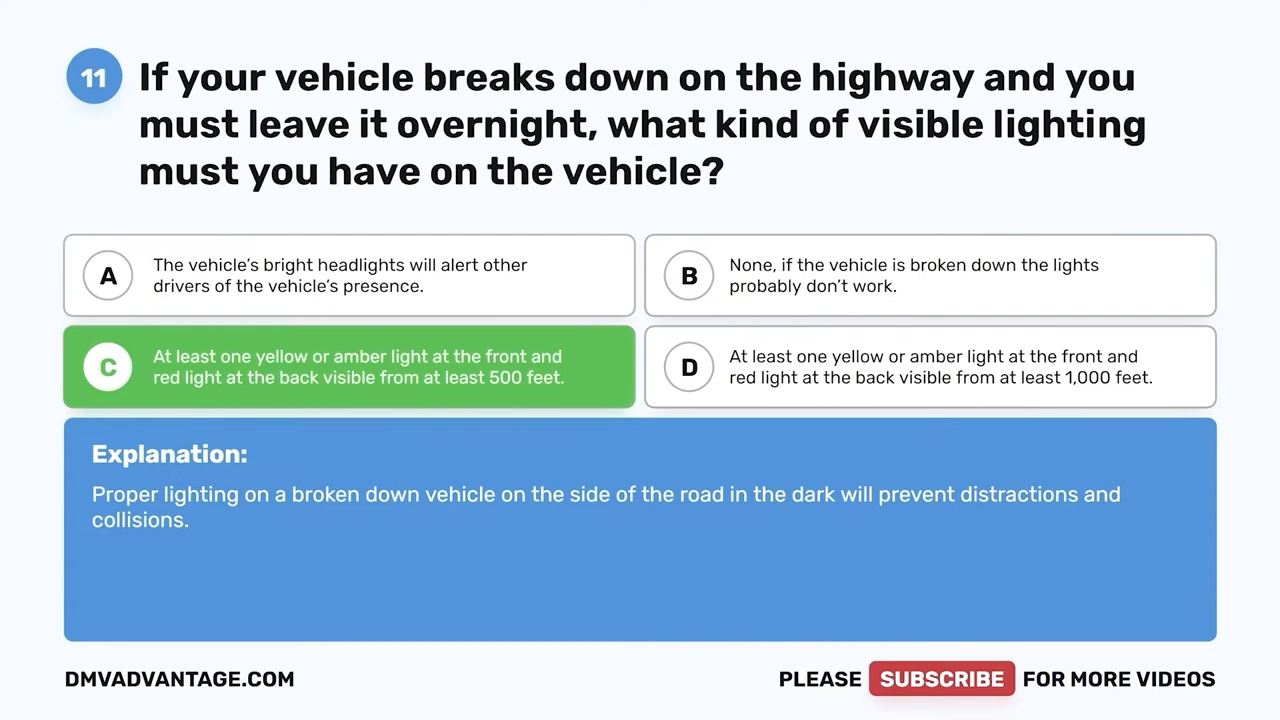 11
If your vehicle breaks down on the highway and you
must leave it overnight, what kind of visible lighting
must you have on the vehicle?
A
The vehicle's bright headlights will alert other
drivers of the vehicle's presence.
B
None, if the vehicle is broken down the lights
probably don't work.
C
At least one yellow or amber light at the front and
red light at the back visible from at least 500 feet.
D
At least one yellow or amber light at the front and
red light at the back visible from at least 1,000 feet.
Explanation:
Proper lighting on a broken down vehicle on the side of the road in the dark will prevent distractions and
collisions.
DMVADVANTAGE.COM
PLEASE SUBSCRIBE FOR MORE VIDEOS